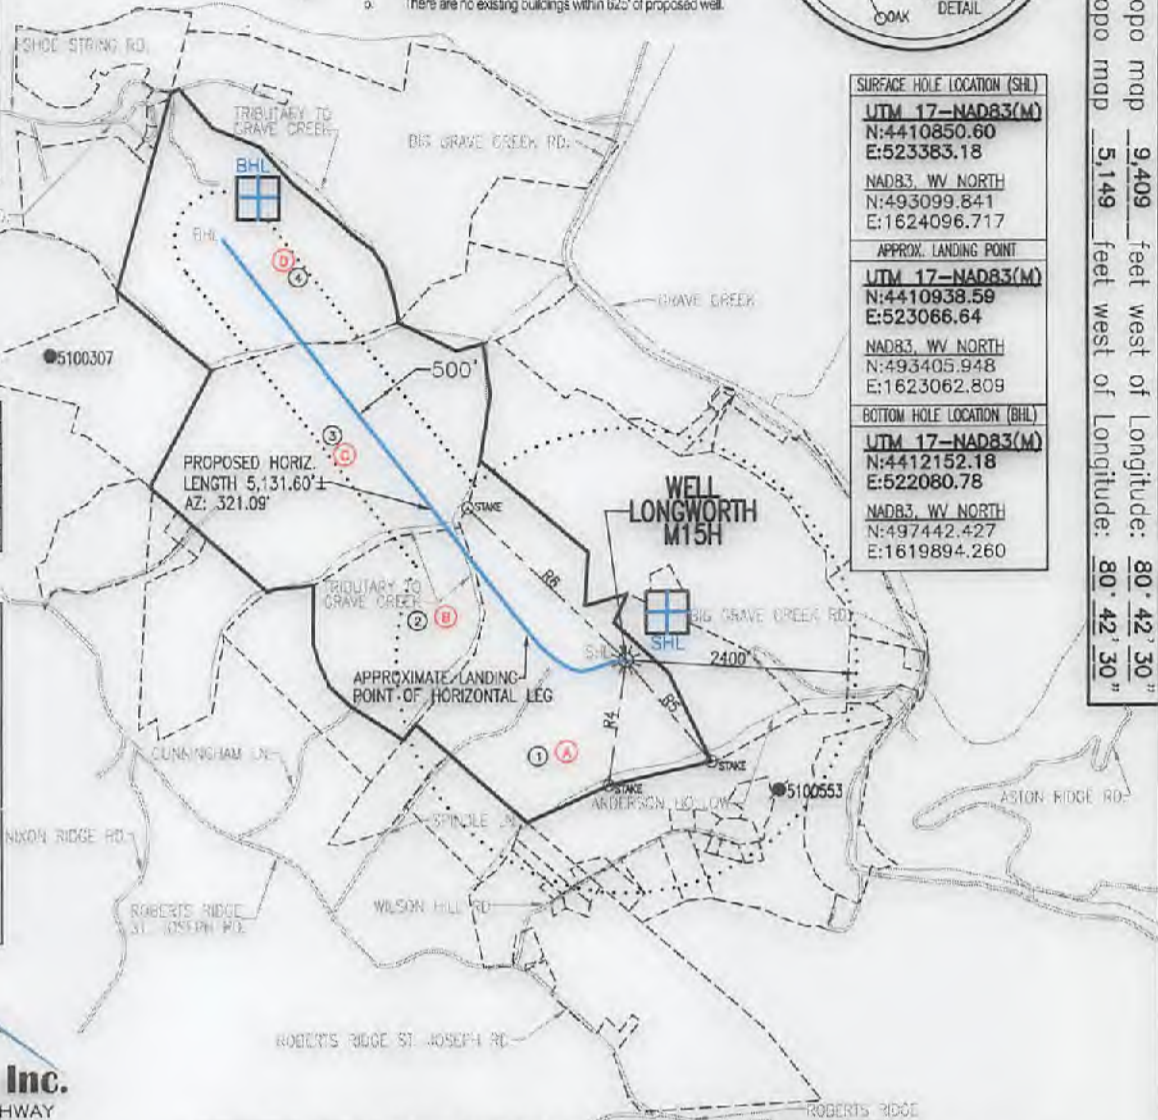 5. There are no existing buildings within 625' of proposed well.
OAK
DETAIL
SHOE STRING RD.
TRIBUTARY TO
GRAVE CREEK
BIG GRAVE CREEK RD.
BHL
BHL
D
4
GRAVE CREEK
5100307
500'
3
C
PROPOSED HORIZ.
LENGTH 5,131.60'±
AZ: 321.09°
STAKE
WELL
LONGWORTH
M15H
R6
TRIBUTARY TO
GRAVE CREEK
2
B
BIG GRAVE CREEK RD.
SHL
SHL
2400'
APPROXIMATE LANDING
POINT OF HORIZONTAL LEG
R4
R5
1
A
STAKE
STAKE
CUNNINGHAM LN.
ANDERSON HOLLOW
5100553
ASTON RIDGE RD.
SPINDLE LN.
NIXON RIDGE RD.
ROBERTS RIDGE
ST. JOSEPH RD.
WILSON HILL RD
ROBERTS RIDGE ST. JOSEPH RD
ROBERTS RIDGE
Inc.
HWAY
SURFACE HOLE LOCATION (SHL)
UTM 17-NAD83(M)
N:4410850.60
E:523383.18
NAD83, WV NORTH
N:493099.841
E:1624096.717
APPROX. LANDING POINT
UTM 17-NAD83(M)
N:4410938.59
E:523066.64
NAD83, WV NORTH
N:493405.948
E:1623062.809
BOTTOM HOLE LOCATION (BHL)
UTM 17-NAD83(M)
N:4412152.18
E:522080.78
NAD83, WV NORTH
N:497442.427
E:1619894.260
opo map 9,409 feet west of Longitude: 80° 42' 30"
opo map 5,149 feet west of Longitude: 80° 42' 30"